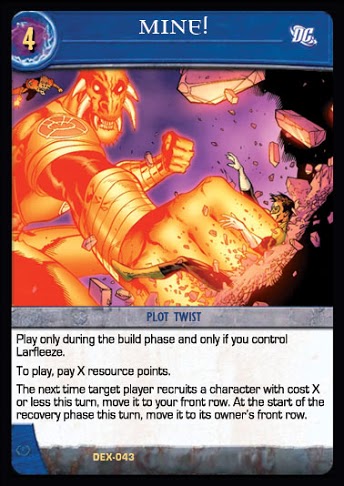 4
MINE!
DC
PLOT TWIST
Play only during the build phase and only if you control
Larfleeze.
To play, pay X resource points.
The next time target player recruits a character with cost X
or less this turn, move it to your front row. At the start of the
recovery phase this turn, move it to its owner's front row.
DEX-043